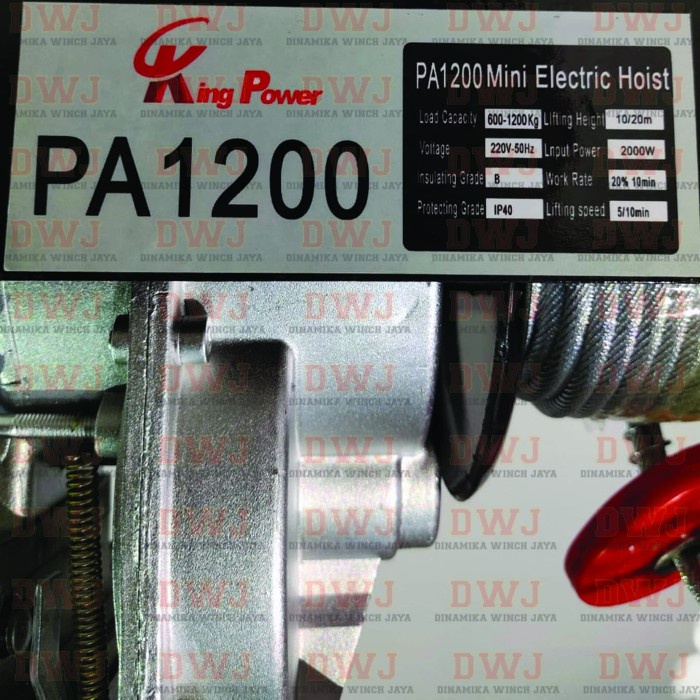 King Power
PA1200
PA1200 Mini Electric Hoist
Load Capacity 600-1200Kg Lifting Height 10/20m
Voltage 220V-50Hz Lnput Power 2000W
Insulating Grade B Work Rate 20% 10min
Protecting Grade IP40 Lifting speed 5/10min
DWJ
DINAMIKA WINCH JAYA